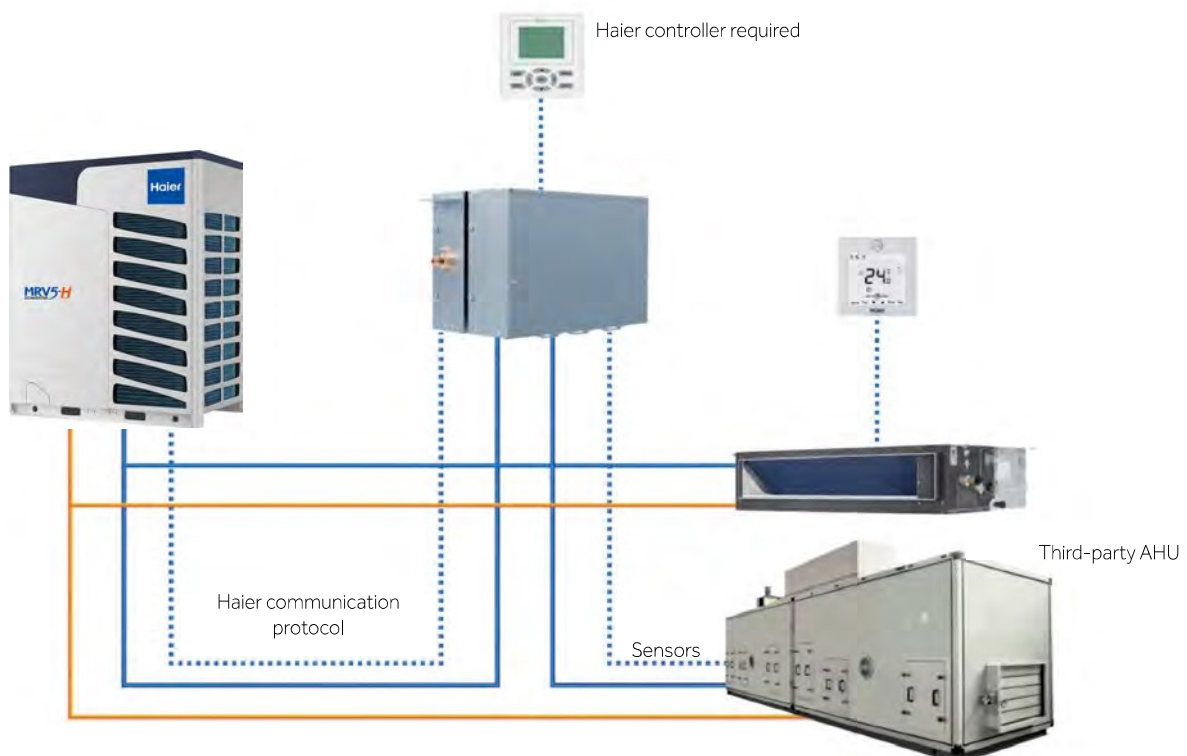 Haier controller required
Haier
MRV5-H
24
Haier communication
protocol
Sensors
Third-party AHU